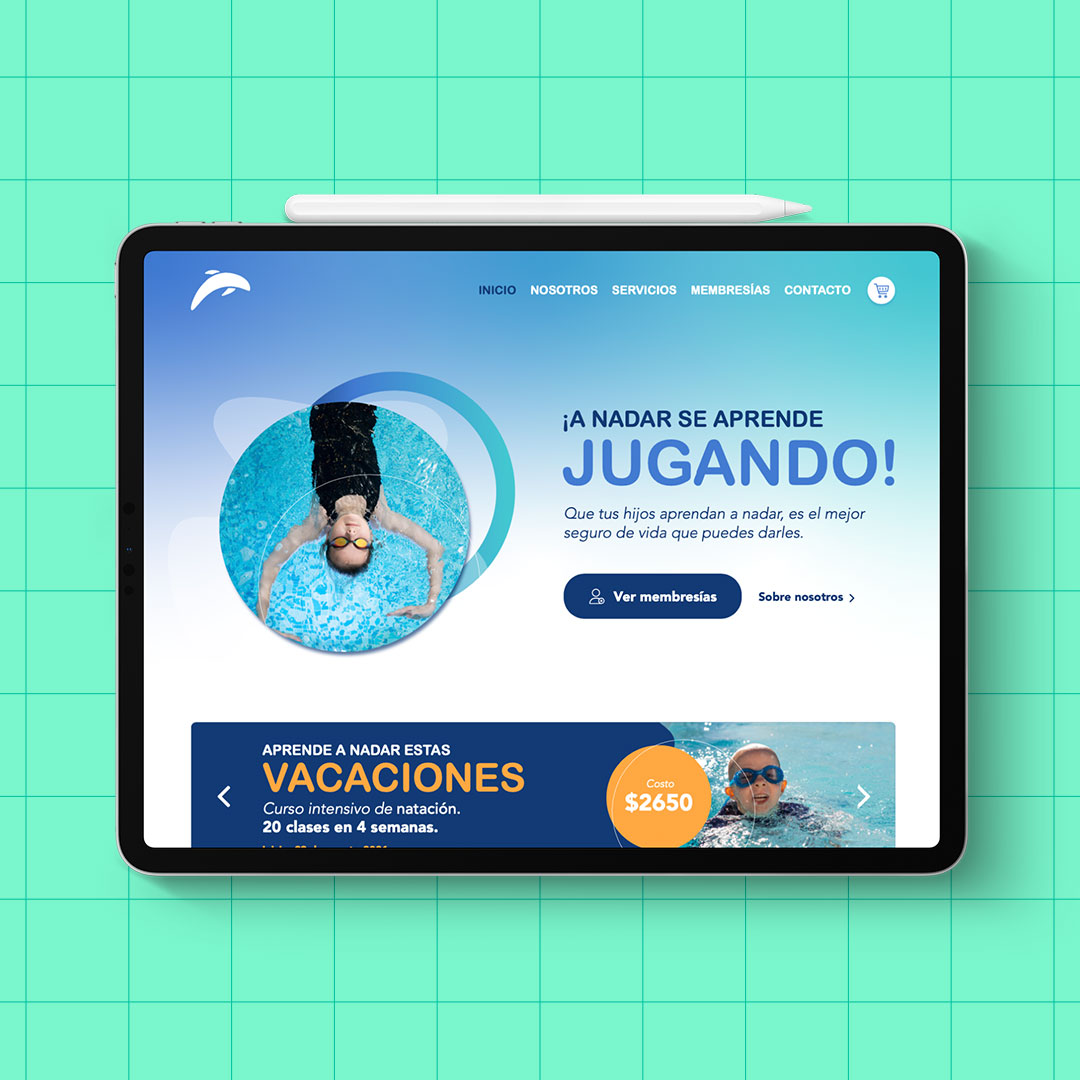 INICIO NOSOTROS SERVICIOS MEMBRESÍAS CONTACTO
¡A NADAR SE APRENDE
JUGANDO!
Que tus hijos aprendan a nadar, es el mejor
seguro de vida que puedes darles.
Ver membresías Sobre nosotros
APRENDE A NADAR ESTAS
VACACIONES
Curso intensivo de natación.
20 clases en 4 semanas.
Costo
$2650